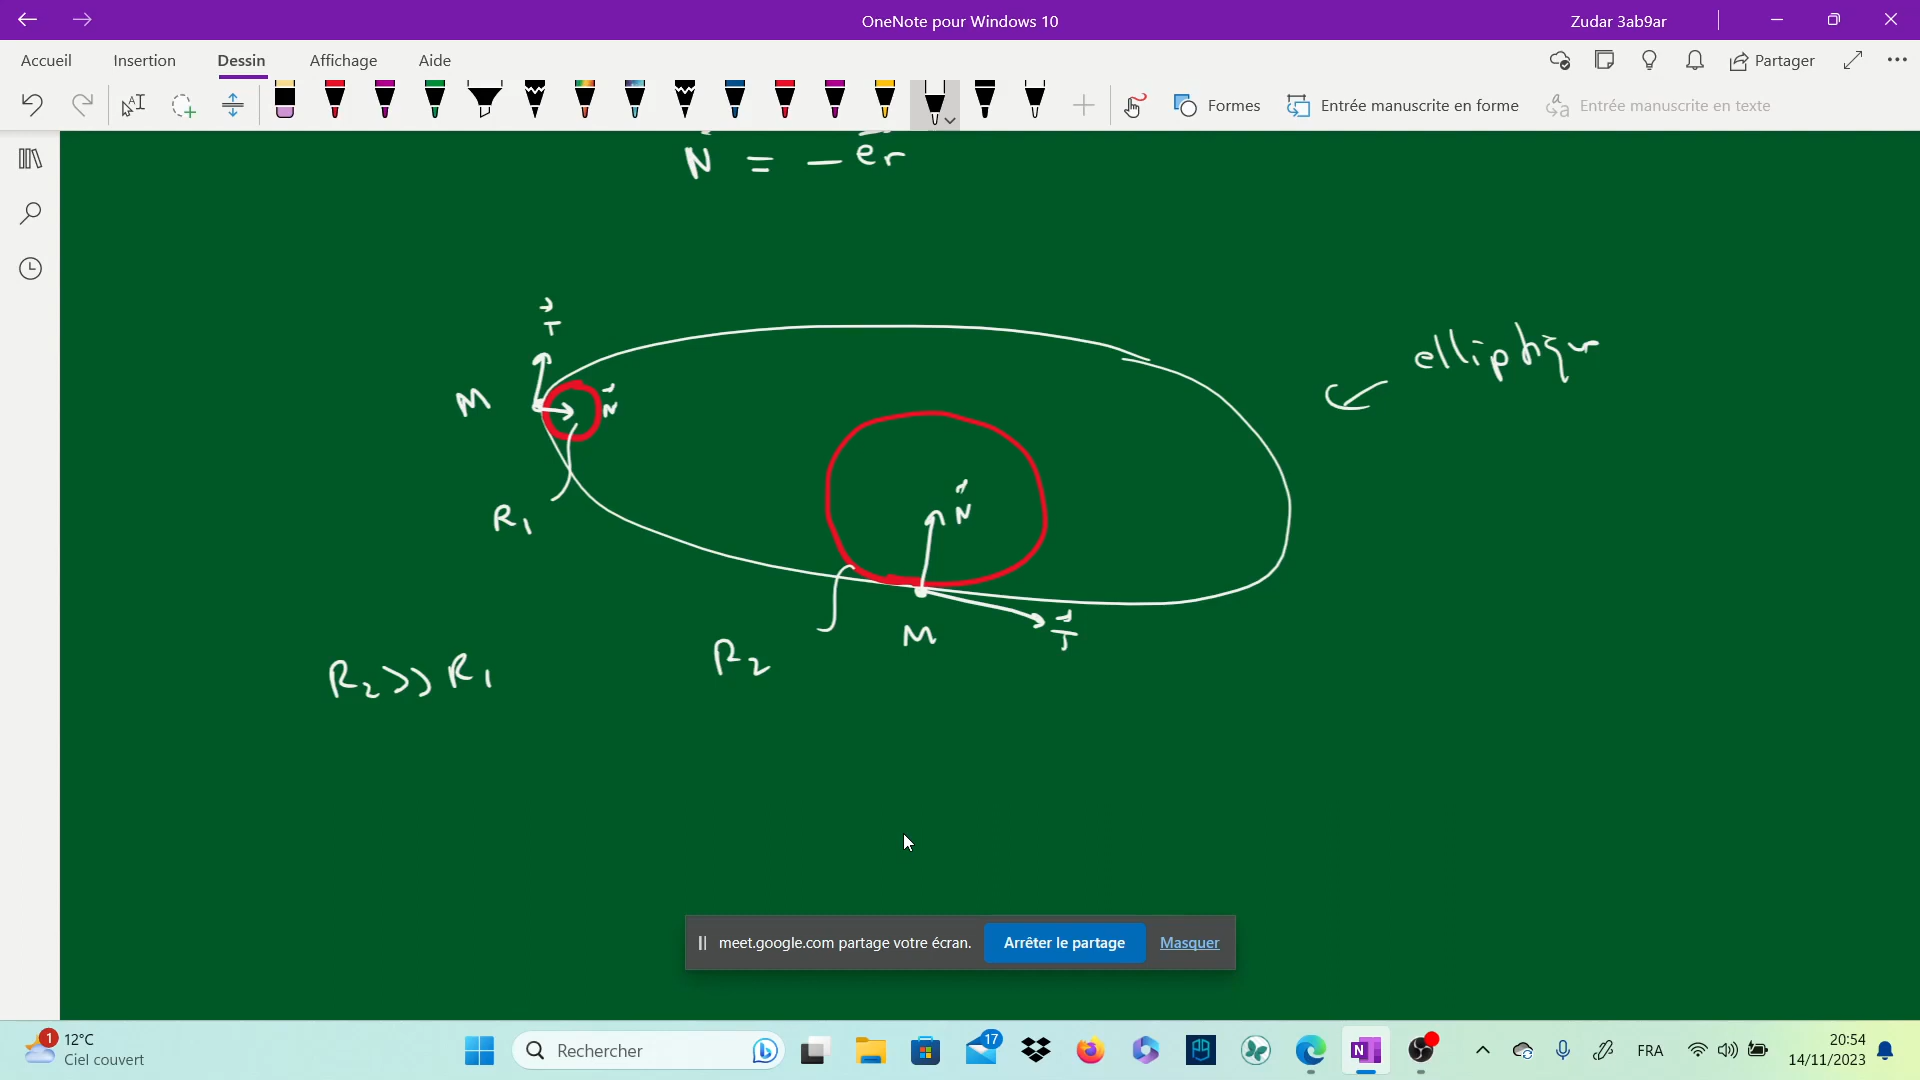 OneNote pour Windows 10
Zudar 3ab9ar
Accueil Insertion Dessin Affichage Aide
Partager
Formes Entrée manuscrite en forme Entrée manuscrite en texte
N = - er
T
elliptique
M
N
R1
N
M
T
R2
R2 >> R1
meet.google.com partage votre écran. Arrêter le partage Masquer
1
12°C
Ciel couvert
Rechercher
17
FRA
20:54
14/11/2023